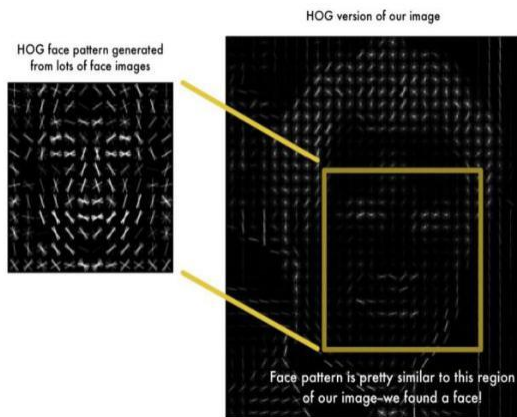 HOG version of our image
HOG face pattern generated
from lots of face images
Face pattern is pretty similar to this region
of our image–we found a face!